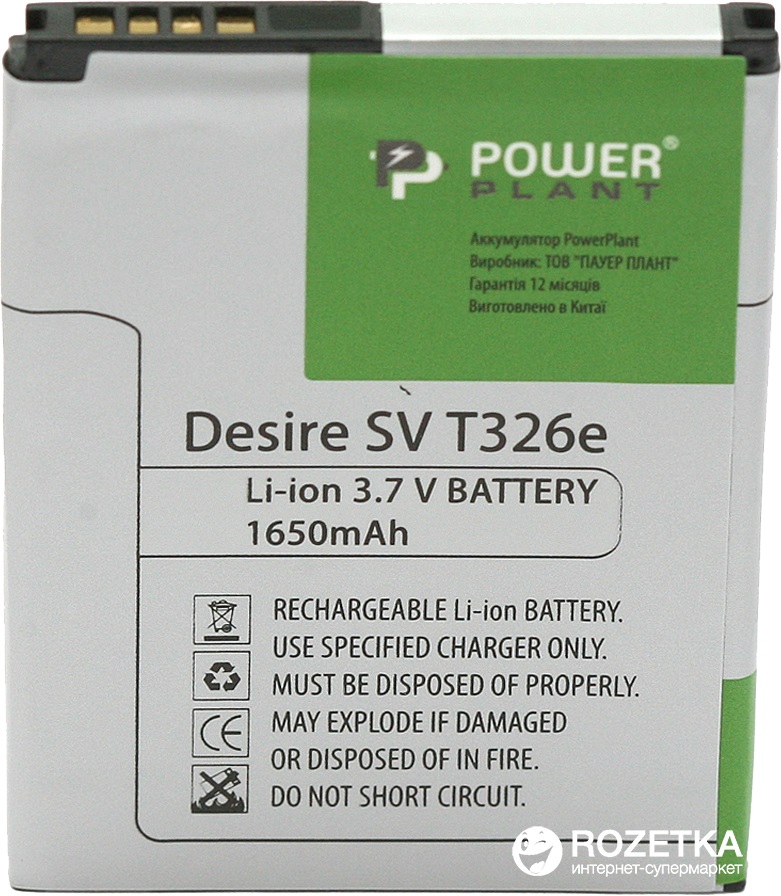 POWER®
PLANT
Аккумулятор PowerPlant
Виробник: ТОВ "ПАУЕР ПЛАНТ"
Гарантія 12 місяців
Виготовлено в Китаї
Desire SV T326e
Li-ion 3.7 V BATTERY
1650mAh
RECHARGEABLE Li-ion BATTERY.
USE SPECIFIED CHARGER ONLY.
MUST BE DISPOSED OF PROPERLY.
MAY EXPLODE IF DAMAGED
OR DISPOSED OF IN FIRE.
DO NOT SHORT CIRCUIT.
CE
ROZETKA
интернет-супермаркет